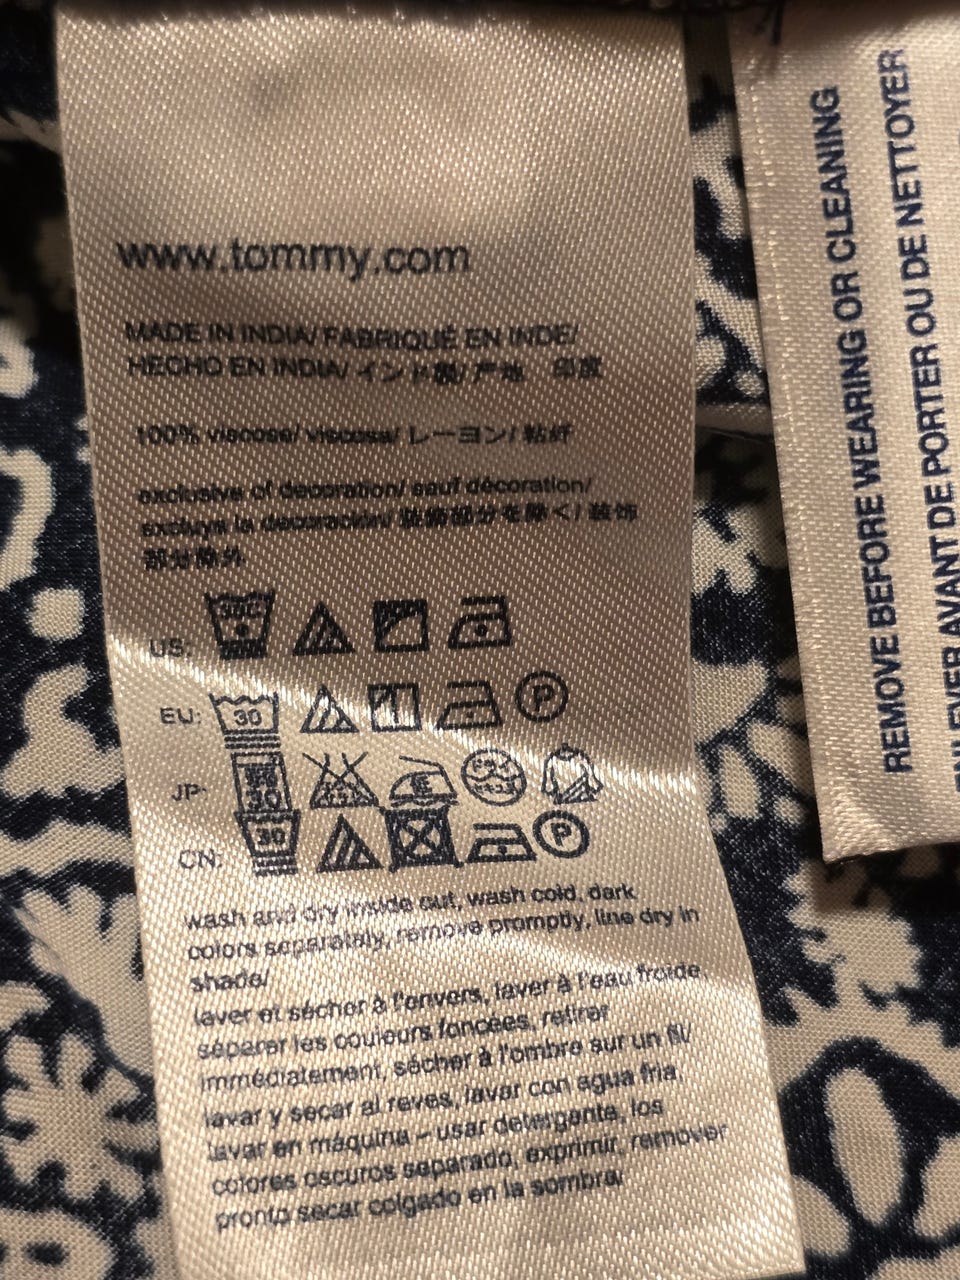 www.tommy.com
MADE IN INDIA/ FABRIQUÉ EN INDE/
HECHO EN INDIA/ インド製/ 产地 印度
100% viscose/ viscosa/ レーヨン/ 粘纤
exclusive of decoration/ sauf décoration/
excluye la decoración/ 装飾部分を除く/ 装饰
部分除外
US: 30C
EU: 30 P
JP: 30
CN: 30 P
wash and dry inside out, wash cold, dark
colors separately, remove promptly, line dry in
shade/
laver et sécher à l'envers, laver à l'eau froide,
séparer les couleurs foncées, retirer
immédiatement, sécher à l'ombre sur un fil/
lavar y secar al reves, lavar con agua fria,
lavar en máquina – usar detergente, los
colores oscuros separado, exprimir, remover
pronto secar colgado en la sombra/
REMOVE BEFORE WEARING OR CLEANING
ENLEVER AVANT DE PORTER OU DE NETTOYER